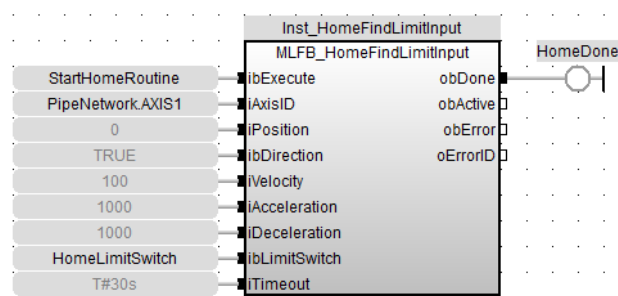 Inst_HomeFindLimitInput
MLFB_HomeFindLimitInput HomeDone
StartHomeRoutine ibExecute obDone
PipeNetwork.AXIS1 iAxisID obActive
0 iPosition obError
TRUE ibDirection oErrorID
100 iVelocity
1000 iAcceleration
1000 iDeceleration
HomeLimitSwitch ibLimitSwitch
T#30s iTimeout